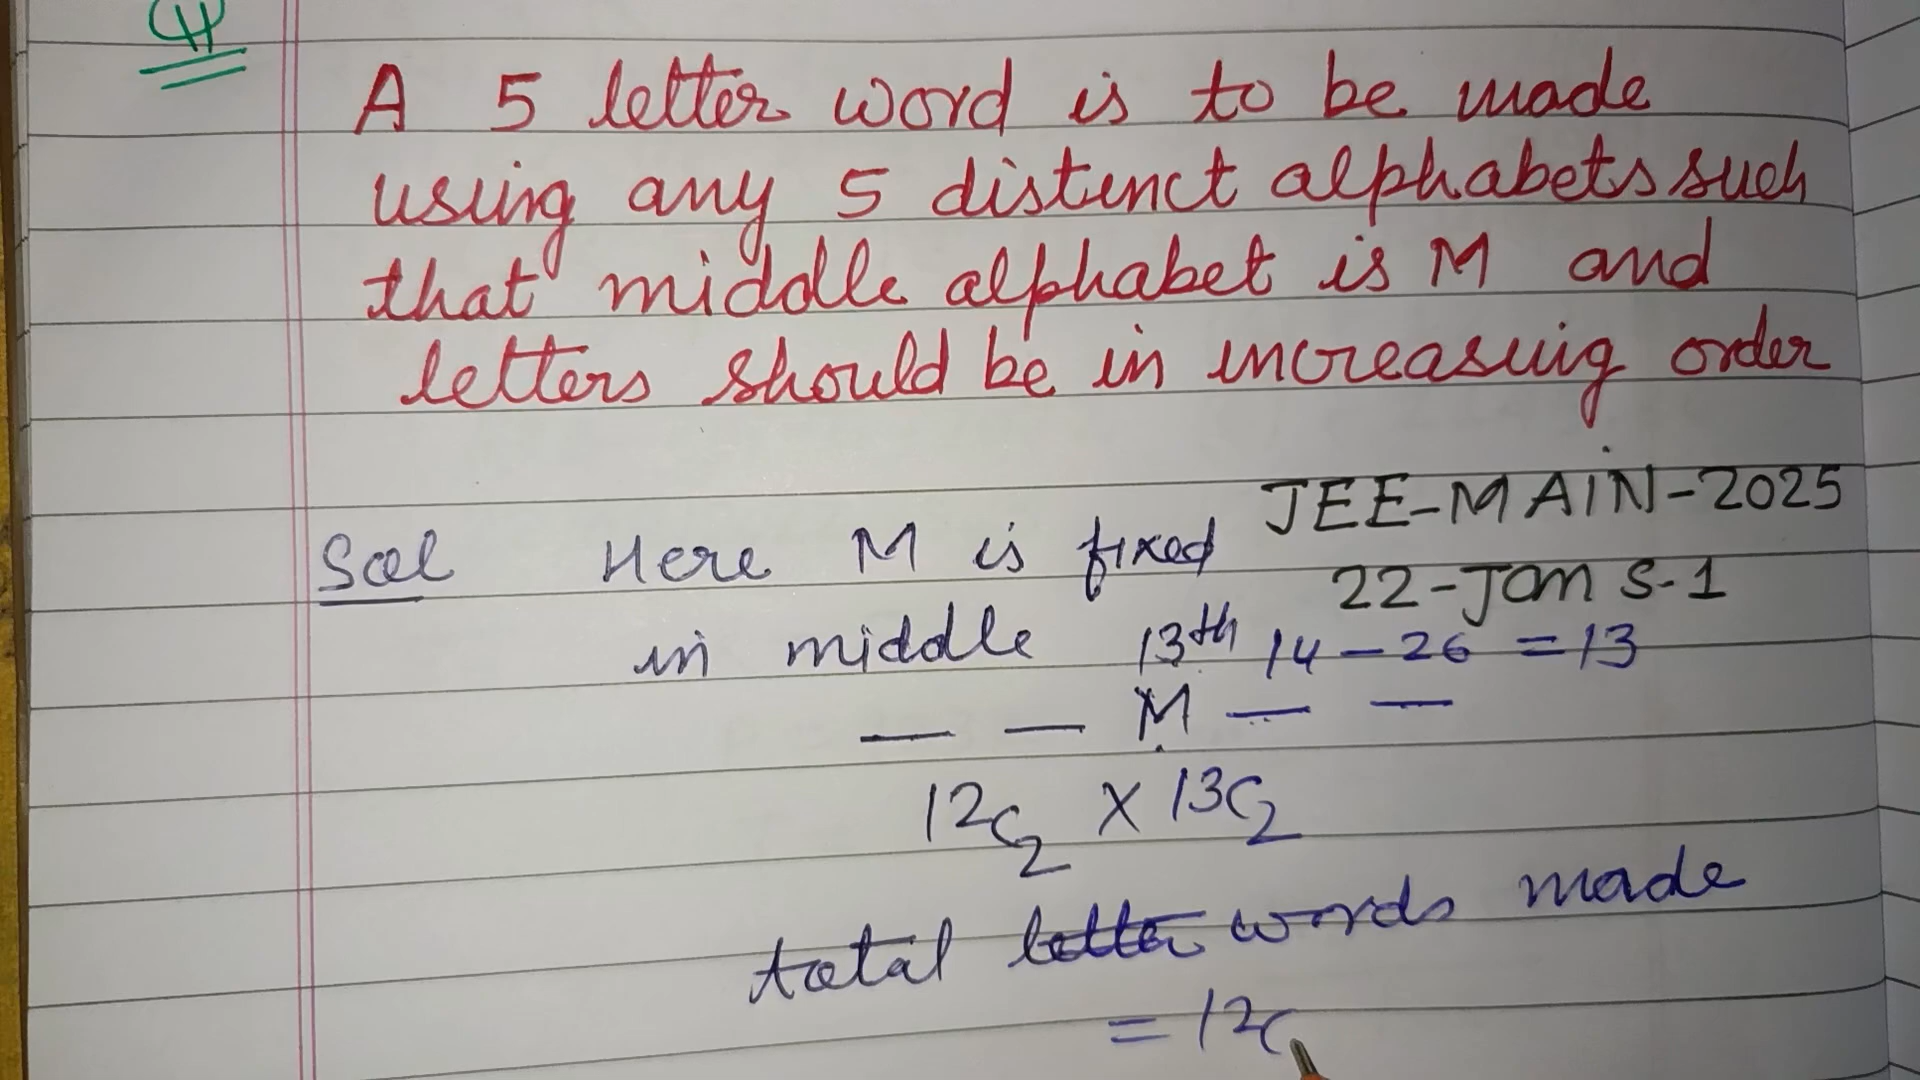 A 5 letter word is to be made
using any 5 distinct alphabets such
that middle alphabet is M and
letters should be in increasing order
JEE-MAIN-2025
Sol Here M is fixed
22-Jan S-1
in middle 13th 14-26 = 13
— — M — —
12C2 X 13C2
total letter words made
= 12C